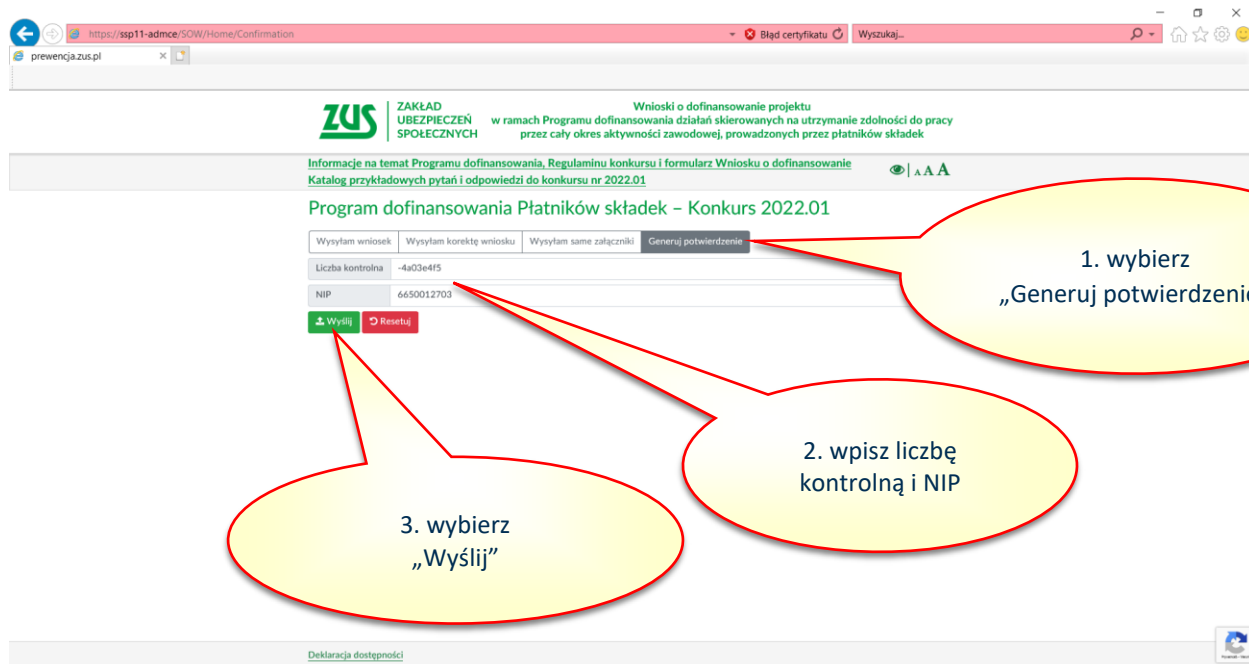 https://ssp11-admce/SOW/Home/Confirmation
Błąd certyfikatu
Wyszukaj...
prewencja.zus.pl
ZUS
ZAKŁAD
UBEZPIECZEŃ
SPOŁECZNYCH
Wnioski o dofinansowanie projektu
w ramach Programu dofinansowania działań skierowanych na utrzymanie zdolności do pracy
przez cały okres aktywności zawodowej, prowadzonych przez płatników składek
Informacje na temat Programu dofinansowania, Regulaminu konkursu i formularz Wniosku o dofinansowanie
Katalog przykładowych pytań i odpowiedzi do konkursu nr 2022.01
A A A
Program dofinansowania Płatników składek – Konkurs 2022.01
Wysyłam wniosek
Wysyłam korektę wniosku
Wysyłam same załączniki
Generuj potwierdzenie
Liczba kontrolna
-4a03e4f5
NIP
6650012703
Wyślij
Resetuj
1. wybierz
„Generuj potwierdzenie
2. wpisz liczbę
kontrolną i NIP
3. wybierz
„Wyślij”
Deklaracja dostępności